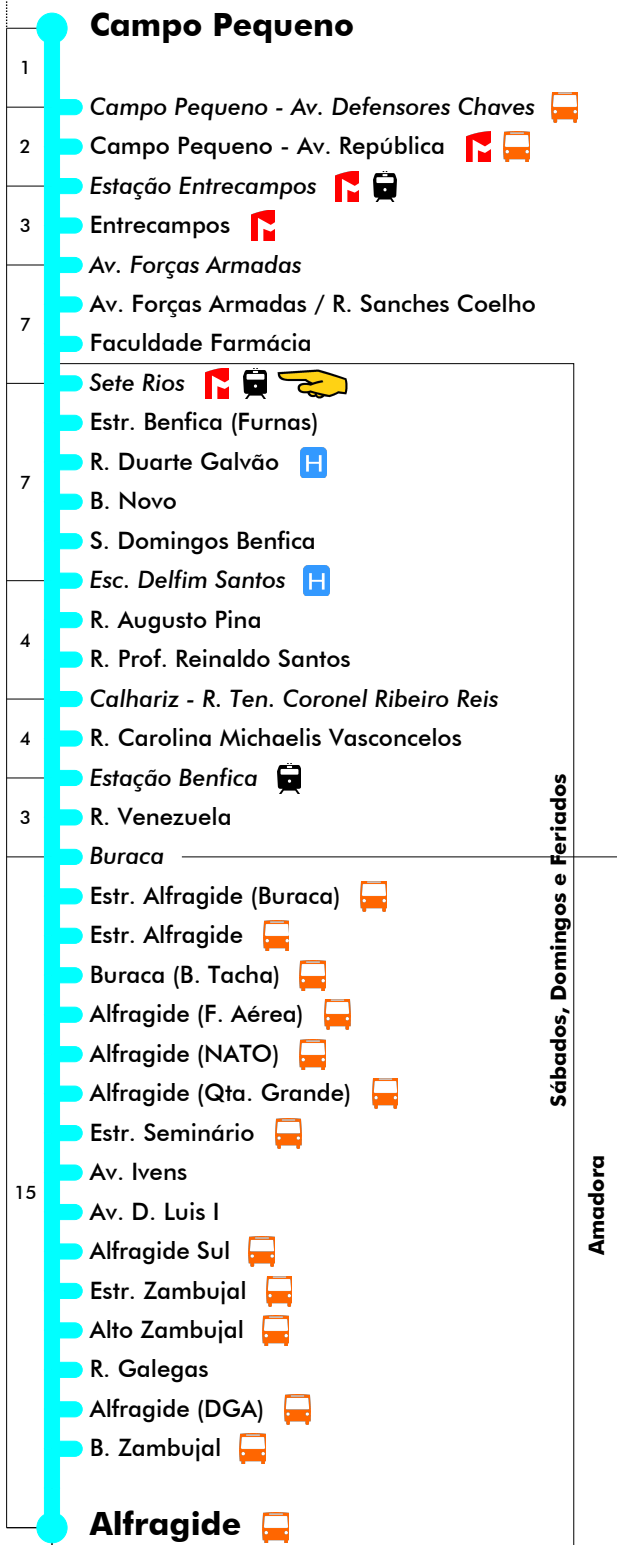 Campo Pequeno
1
Campo Pequeno - Av. Defensores Chaves
2
Campo Pequeno - Av. República
Estação Entrecampos
3
Entrecampos
Av. Forças Armadas
7
Av. Forças Armadas / R. Sanches Coelho
Faculdade Farmácia
Sete Rios
Estr. Benfica (Furnas)
7
R. Duarte Galvão H
B. Novo
S. Domingos Benfica
Esc. Delfim Santos H
4
R. Augusto Pina
R. Prof. Reinaldo Santos
Calhariz - R. Ten. Coronel Ribeiro Reis
4
R. Carolina Michaelis Vasconcelos
Estação Benfica
3
R. Venezuela
Buraca
Estr. Alfragide (Buraca)
Estr. Alfragide
Buraca (B. Tacha)
Alfragide (F. Aérea)
Alfragide (NATO)
Alfragide (Qta. Grande)
Estr. Seminário
15
Av. Ivens
Av. D. Luis I
Alfragide Sul
Estr. Zambujal
Alto Zambujal
R. Galegas
Alfragide (DGA)
B. Zambujal
Alfragide
Sábados, Domingos e Feriados
Amadora